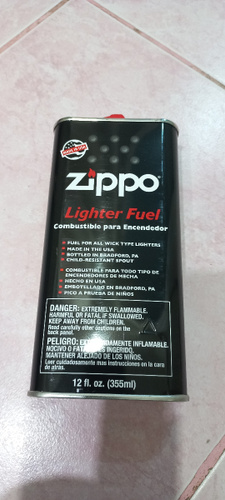 zippo
Lighter Fuel
Combustible para Encendedor
FUEL FOR ALL WICK TYPE LIGHTERS
MADE IN THE USA
BOTTLED IN BRADFORD, PA
CHILD-RESISTANT SPOUT
COMBUSTIBLE PARA TODO TIPO DE
ENCENDEDORES DE MECHA
HECHO EN USA
EMBOTELLADO EN BRADFORD, PA
PICO A PRUEBA DE NIÑOS
DANGER: EXTREMELY FLAMMABLE.
HARMFUL OR FATAL IF SWALLOWED.
KEEP AWAY FROM CHILDREN.
Read carefully other cautions on the
back panel.
PELIGRO: EXTREMADAMENTE INFLAMABLE.
NOCIVO O FATAL SI ES INGERIDO.
MANTENER ALEJADO DE LOS NIÑOS.
Leer cuidadosamente mas instrucciones en la cara
de atrás.
12 fl. oz. (355ml)